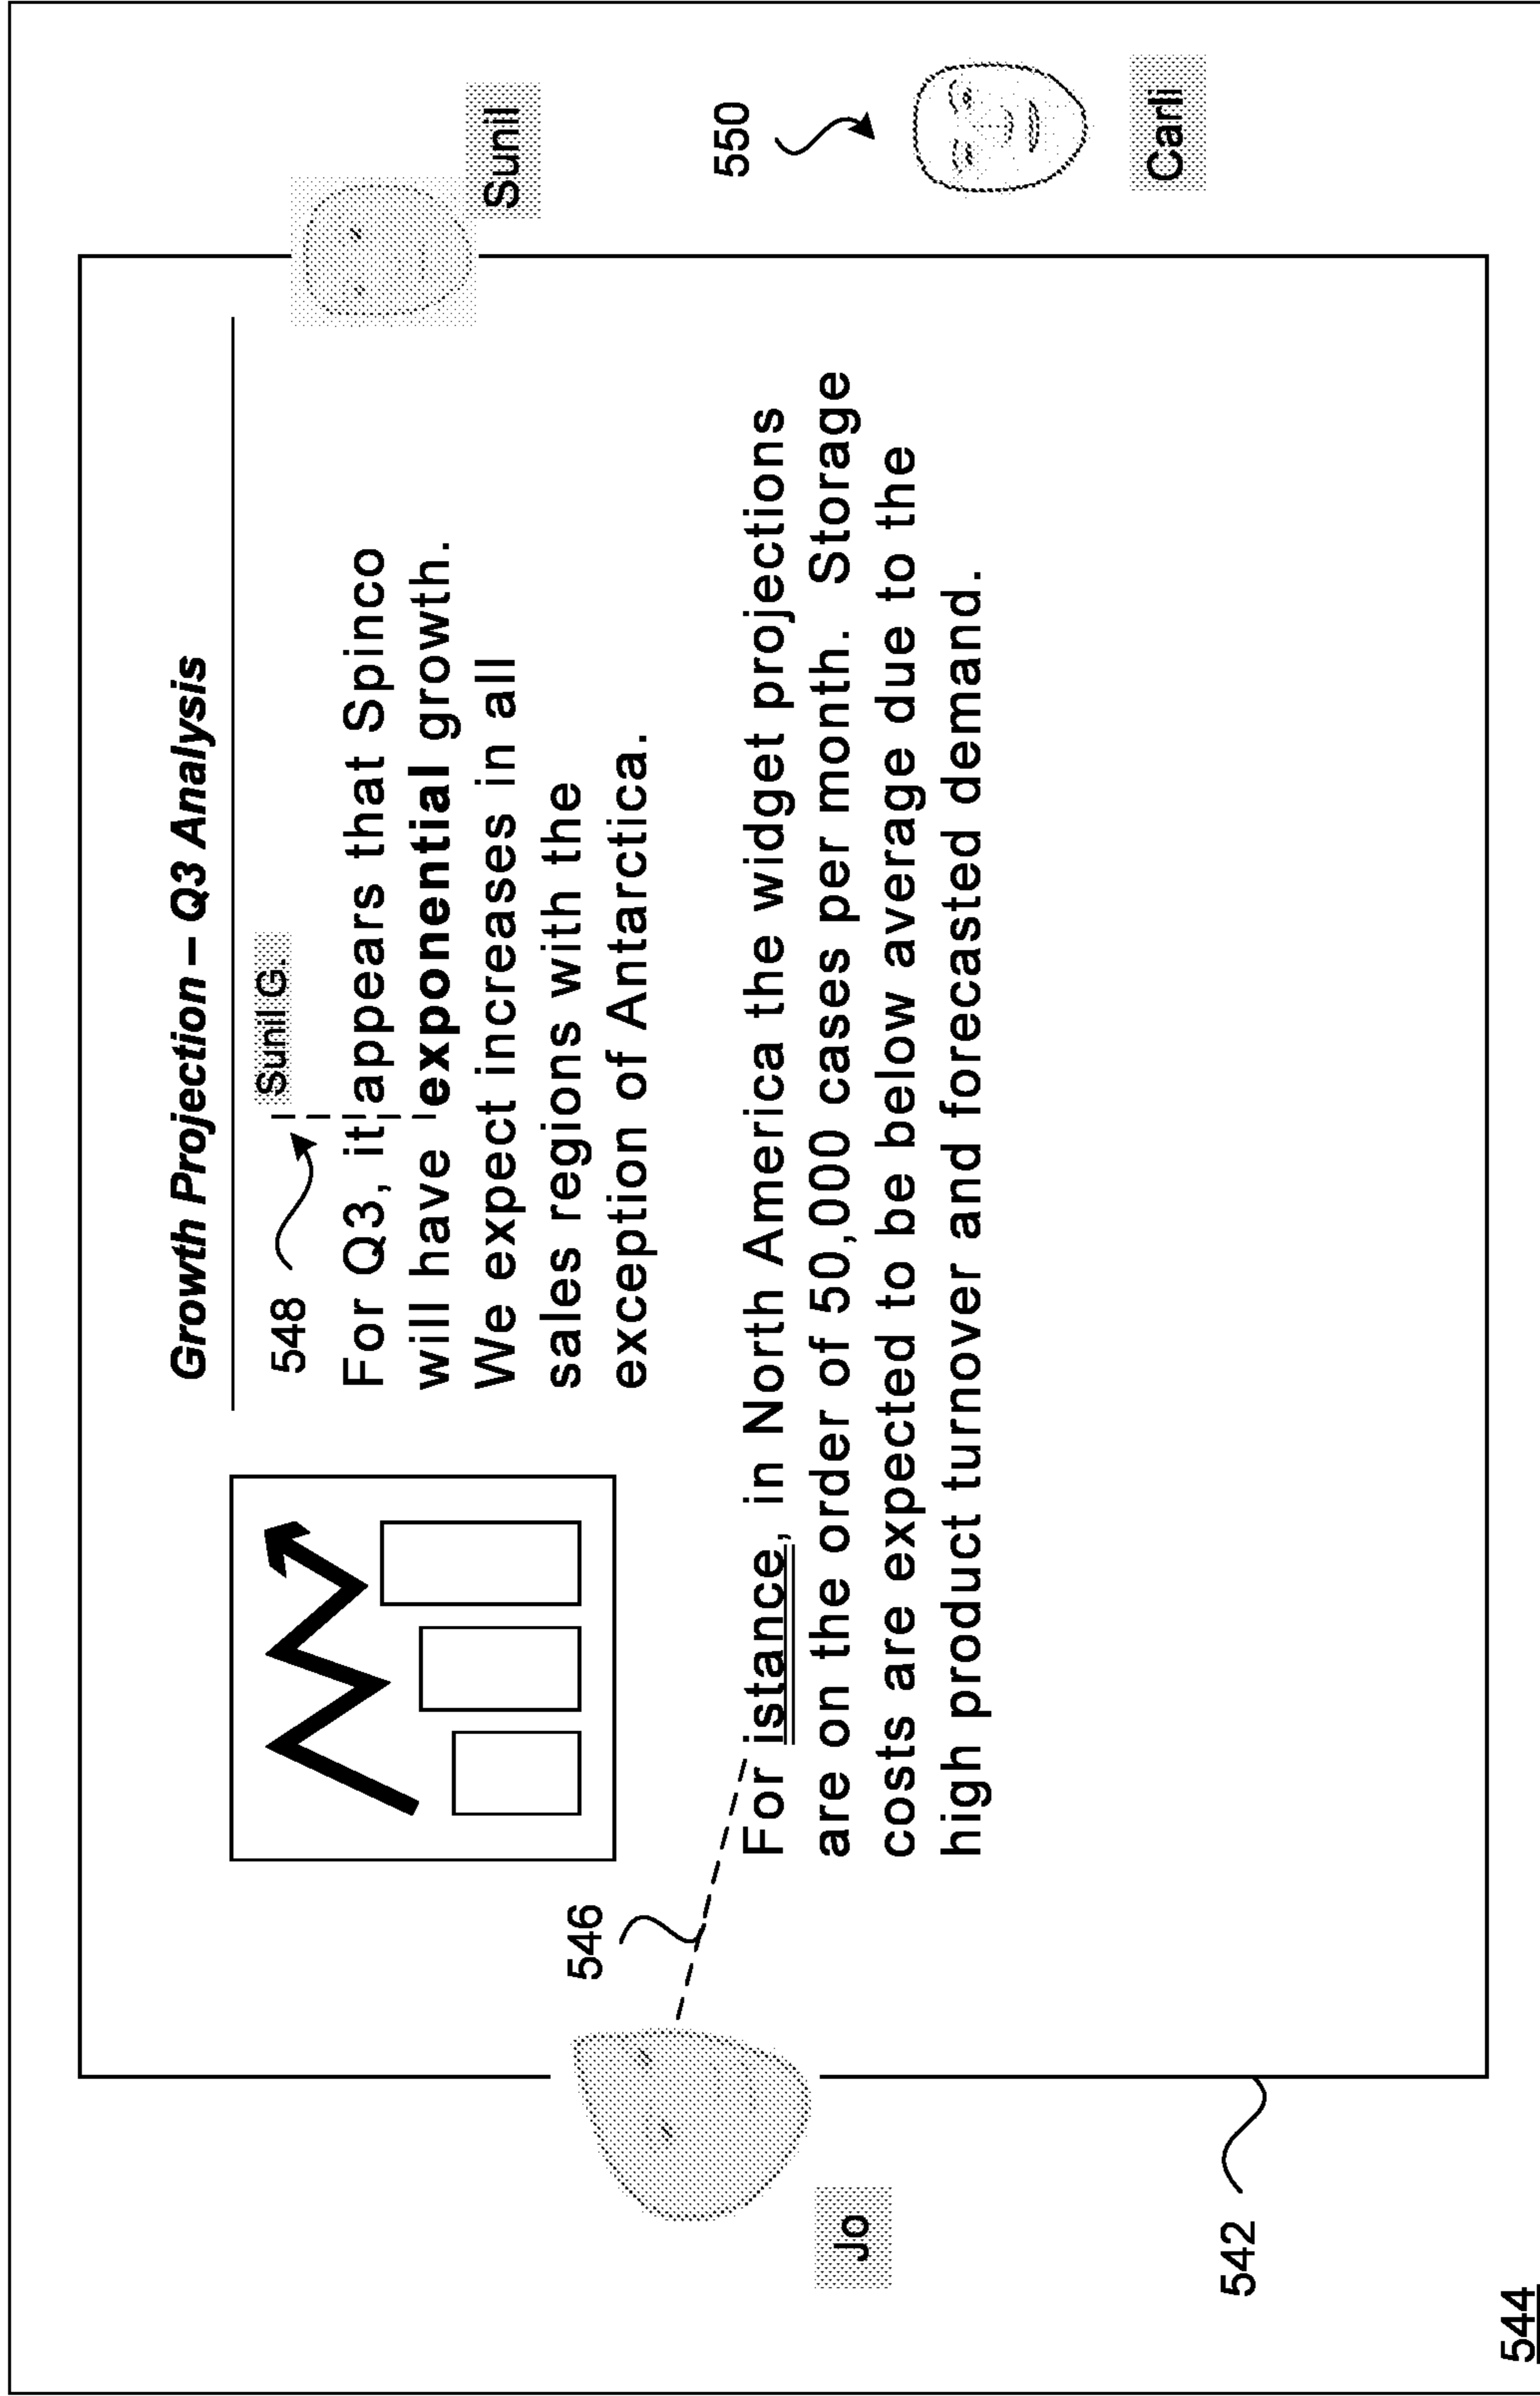 Growth Projection – Q3 Analysis
Sunil G.
548
For Q3, it appears that Spinco
will have exponential growth.
We expect increases in all
sales regions with the
exception of Antarctica.
Sunil
546
For istance, in North America the widget projections
are on the order of 50,000 cases per month. Storage
costs are expected to be below average due to the
high product turnover and forecasted demand.
550
Jo
Carli
542
544